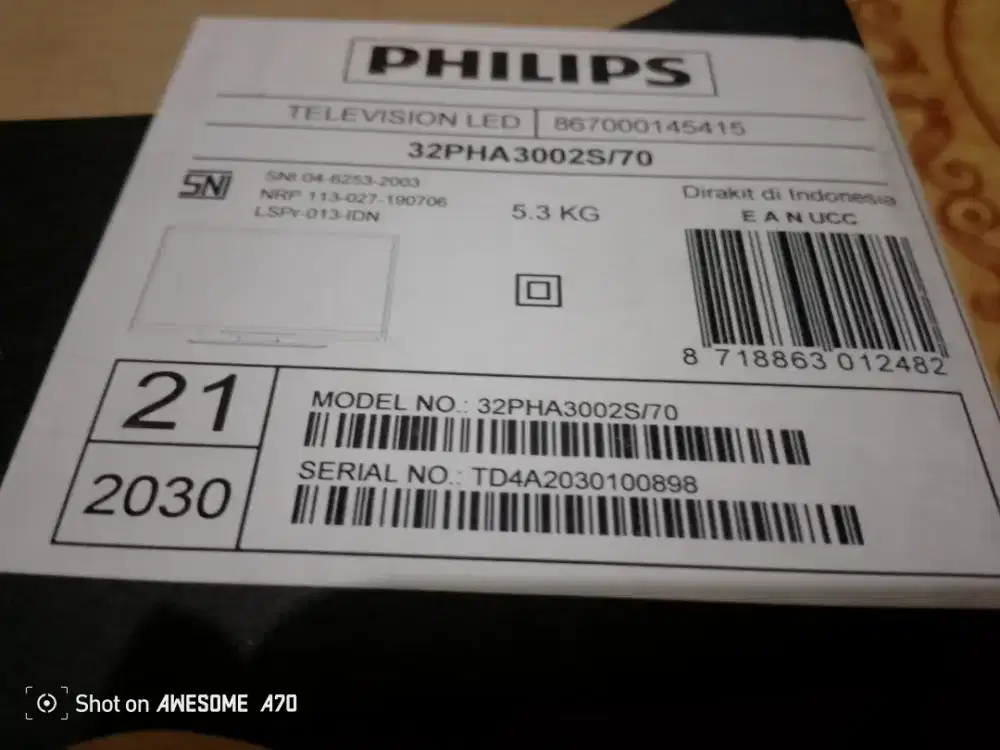 PHILIPS
TELEVISION LED 867000145415
32PHA3002S/70
SNI
SNI 04-6253-2003
NRP 113-027-190706
LSPr-013-IDN
5.3 KG
Dirakit di Indonesia
E A N UCC
8 718863 012482
21
2030
MODEL NO.: 32PHA3002S/70
SERIAL NO.: TD4A2030100898
Shot on AWESOME A70